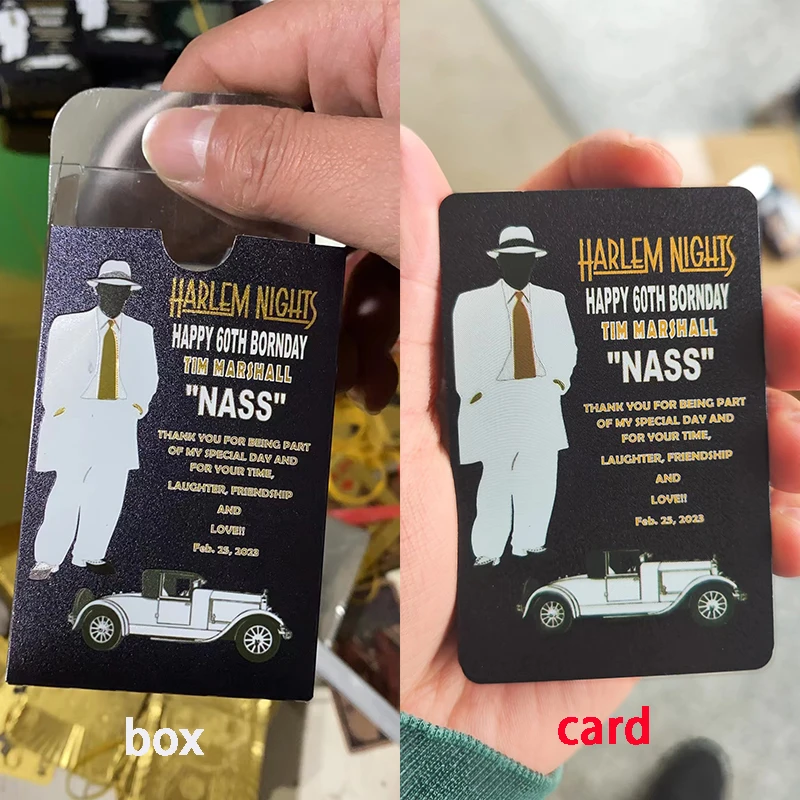 HARLEM NIGHTS
HAPPY 60TH BORNDAY
TIM MARSHALL
"NASS"
THANK YOU FOR BEING PART
OF MY SPECIAL DAY AND
FOR YOUR TIME,
LAUGHTER, FRIENDSHIP
AND
LOVE!!
Feb. 25, 2023
box
HARLEM NIGHTS
HAPPY 60TH BORNDAY
TIM MARSHALL
"NASS"
THANK YOU FOR BEING PART
OF MY SPECIAL DAY AND
FOR YOUR TIME,
LAUGHTER, FRIENDSHIP
AND
LOVE!!
Feb. 25, 2023
card